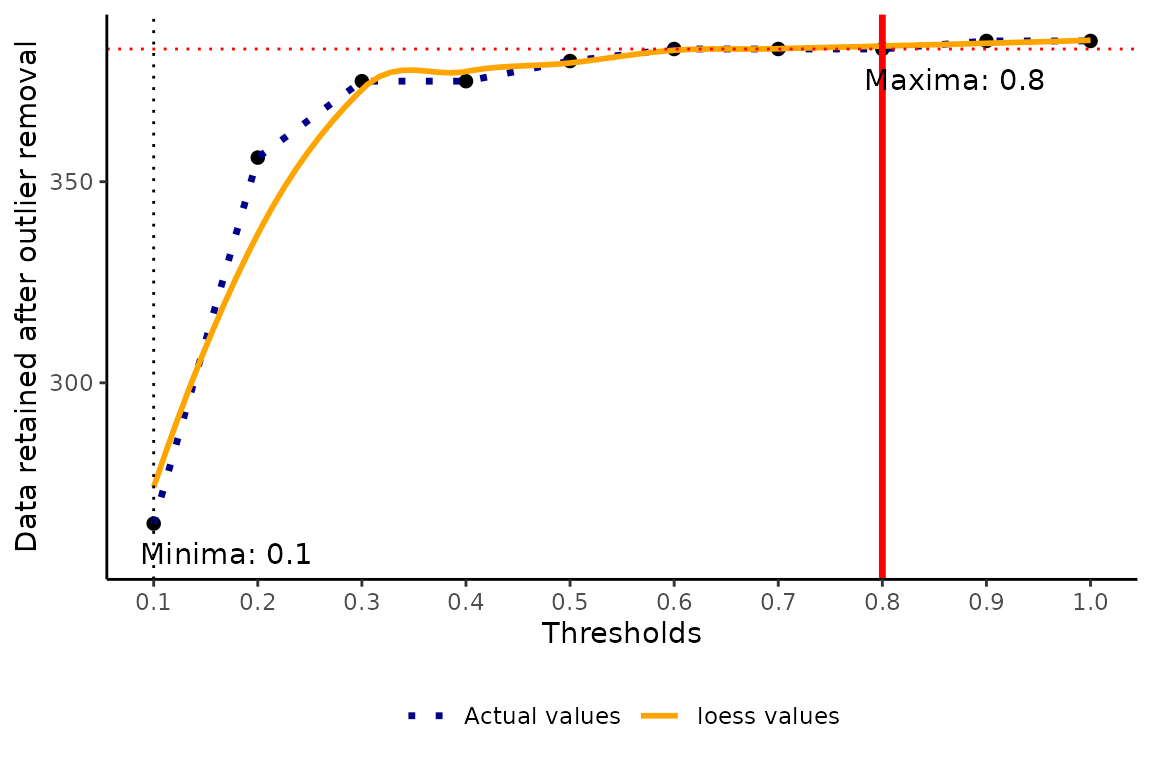 Data retained after outlier removal
350
300
Maxima: 0.8
Minima: 0.1
0.1 0.2 0.3 0.4 0.5 0.6 0.7 0.8 0.9 1.0
Thresholds
Actual values loess values